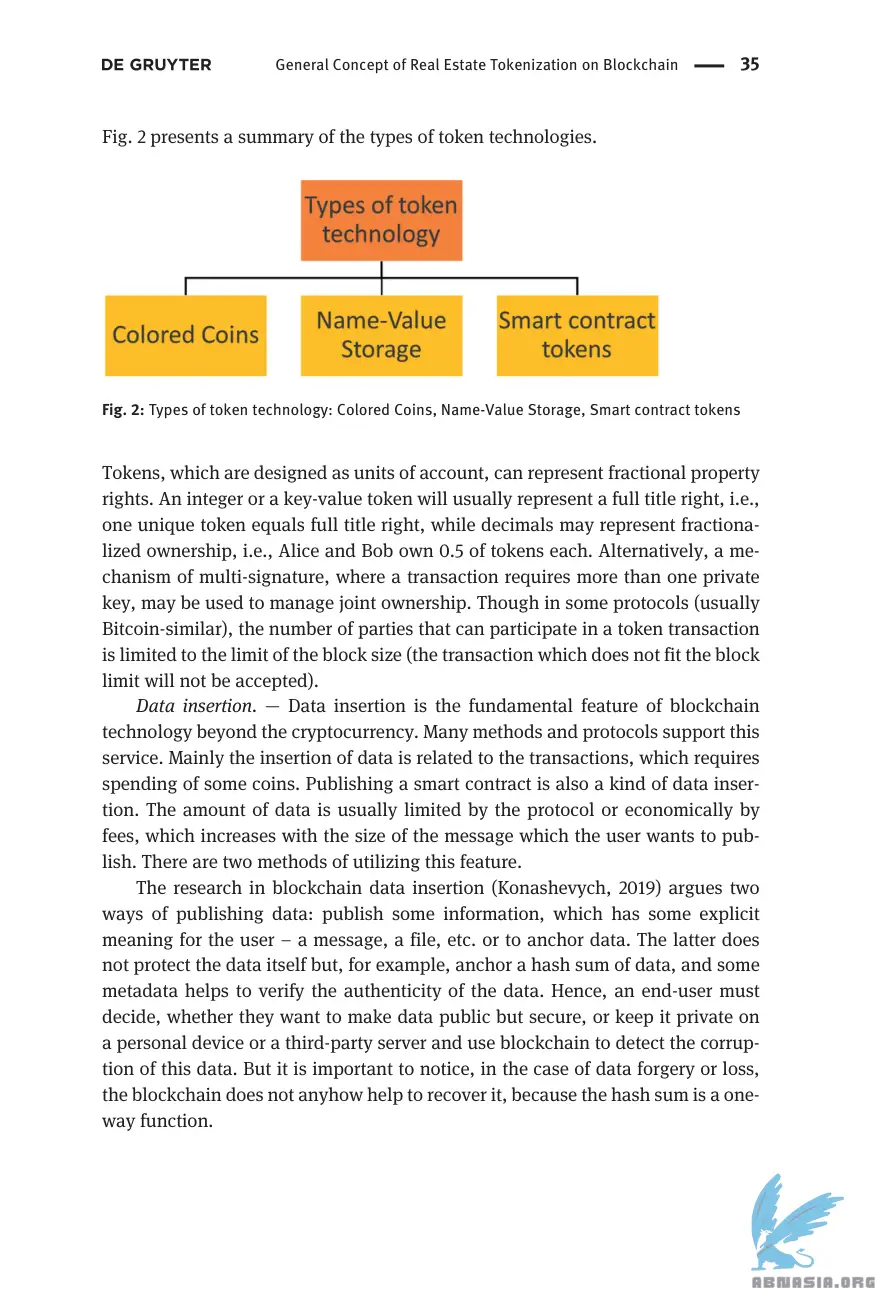 DE GRUYTER General Concept of Real Estate Tokenization on Blockchain — 35
Fig. 2 presents a summary of the types of token technologies.
Types of token
technology
Colored Coins
Name-Value
Storage
Smart contract
tokens
Fig. 2: Types of token technology: Colored Coins, Name-Value Storage, Smart contract tokens
Tokens, which are designed as units of account, can represent fractional property
rights. An integer or a key-value token will usually represent a full title right, i.e.,
one unique token equals full title right, while decimals may represent fractiona-
lized ownership, i.e., Alice and Bob own 0.5 of tokens each. Alternatively, a me-
chanism of multi-signature, where a transaction requires more than one private
key, may be used to manage joint ownership. Though in some protocols (usually
Bitcoin-similar), the number of parties that can participate in a token transaction
is limited to the limit of the block size (the transaction which does not fit the block
limit will not be accepted).
Data insertion. — Data insertion is the fundamental feature of blockchain
technology beyond the cryptocurrency. Many methods and protocols support this
service. Mainly the insertion of data is related to the transactions, which requires
spending of some coins. Publishing a smart contract is also a kind of data inser-
tion. The amount of data is usually limited by the protocol or economically by
fees, which increases with the size of the message which the user wants to pub-
lish. There are two methods of utilizing this feature.
The research in blockchain data insertion (Konashevych, 2019) argues two
ways of publishing data: publish some information, which has some explicit
meaning for the user – a message, a file, etc. or to anchor data. The latter does
not protect the data itself but, for example, anchor a hash sum of data, and some
metadata helps to verify the authenticity of the data. Hence, an end-user must
decide, whether they want to make data public but secure, or keep it private on
a personal device or a third-party server and use blockchain to detect the corrup-
tion of this data. But it is important to notice, in the case of data forgery or loss,
the blockchain does not anyhow help to recover it, because the hash sum is a one-
way function.
ABNASIA.ORG